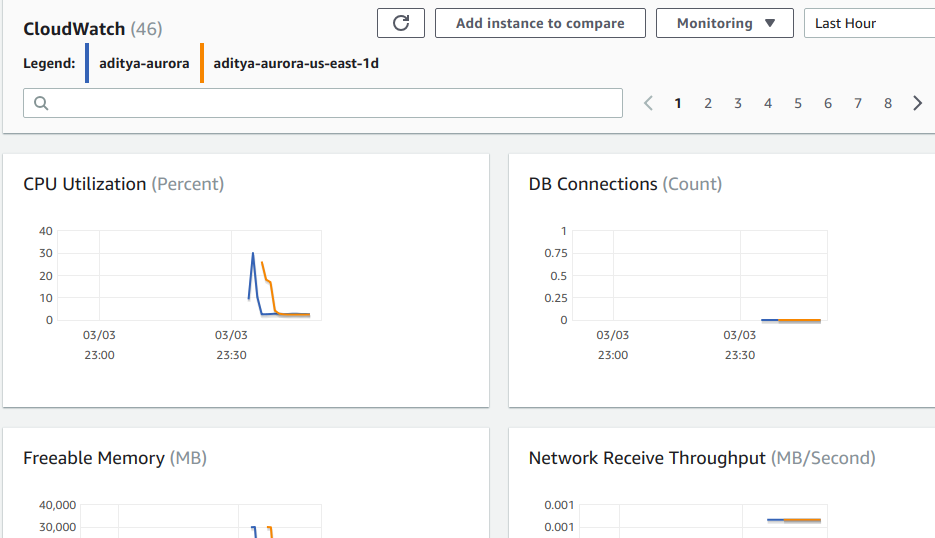 CloudWatch (46)
Add instance to compare
Monitoring
Last Hour
Legend: aditya-aurora aditya-aurora-us-east-1d
1 2 3 4 5 6 7 8
CPU Utilization (Percent)
40
30
20
10
0
03/03 03/03
23:00 23:30
DB Connections (Count)
1
0.75
0.5
0.25
0
03/03 03/03
23:00 23:30
Freeable Memory (MB)
40,000
30,000
Network Receive Throughput (MB/Second)
0.001
0.001